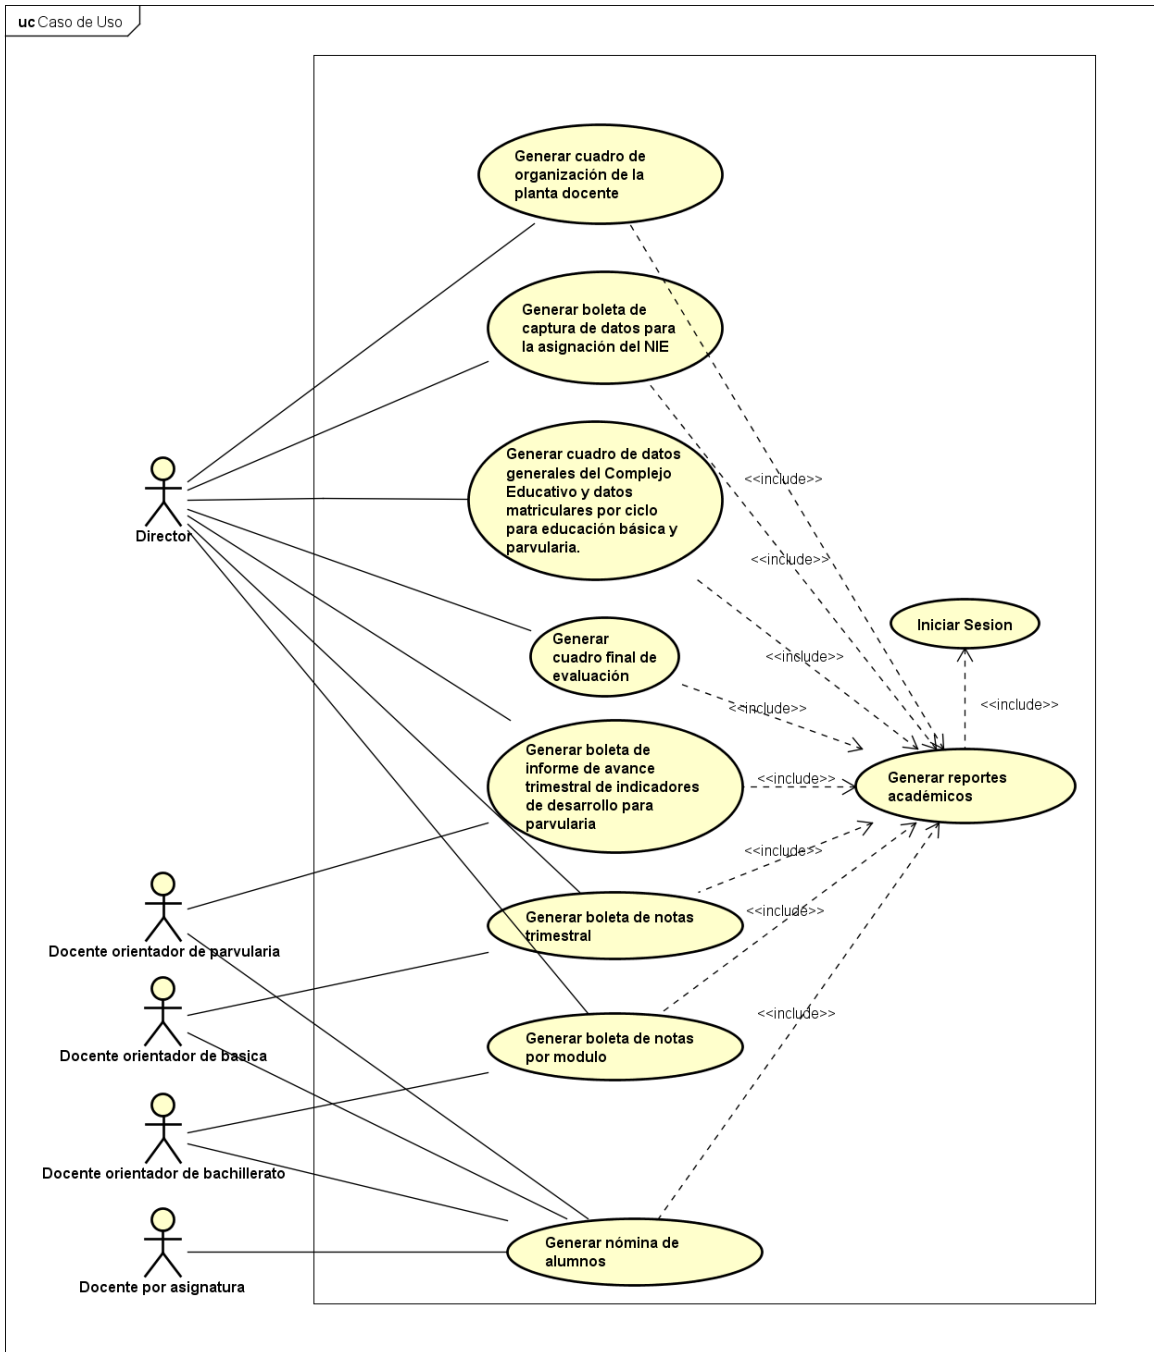 uc Caso de Uso
Generar cuadro de
organización de la
planta docente
Generar boleta de
captura de datos para
la asignación del NIE
Generar cuadro de datos
generales del Complejo
Educativo y datos
matriculares por ciclo
para educación básica y
parvularia.
<<include>>
Director
<<include>>
Iniciar Sesion
Generar
cuadro final de
evaluación
<<include>>
<<include>>
<<include>>
Generar boleta de
informe de avance
trimestral de indicadores
de desarrollo para
parvularia
<<include>>
Generar reportes
académicos
<<include>>
Generar boleta de notas
trimestral
<<include>>
Docente orientador de parvularia
<<include>>
Generar boleta de notas
por modulo
Docente orientador de basica
Docente orientador de bachillerato
Generar nómina de
alumnos
Docente por asignatura